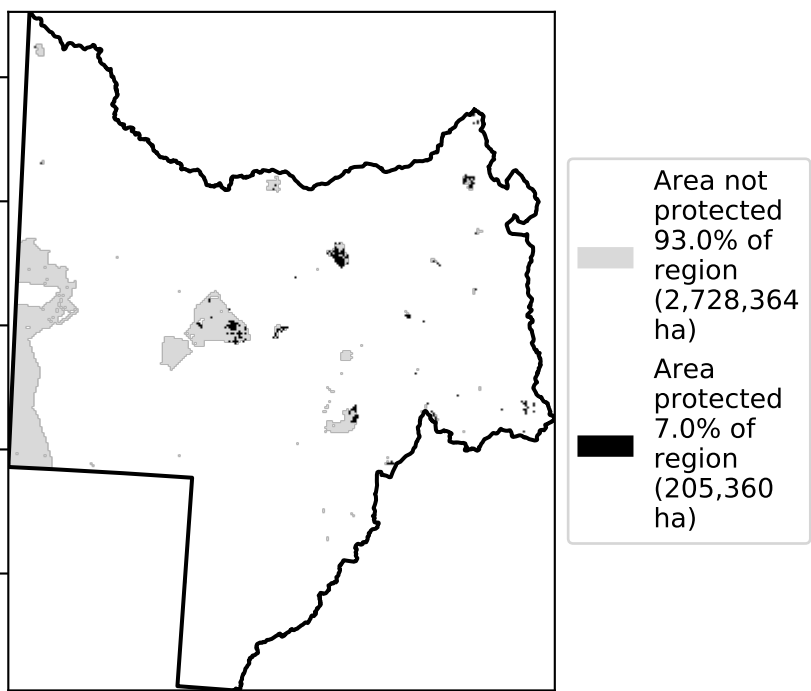 Area not
protected
93.0% of
region
(2,728,364
ha)
Area
protected
7.0% of
region
(205,360
ha)